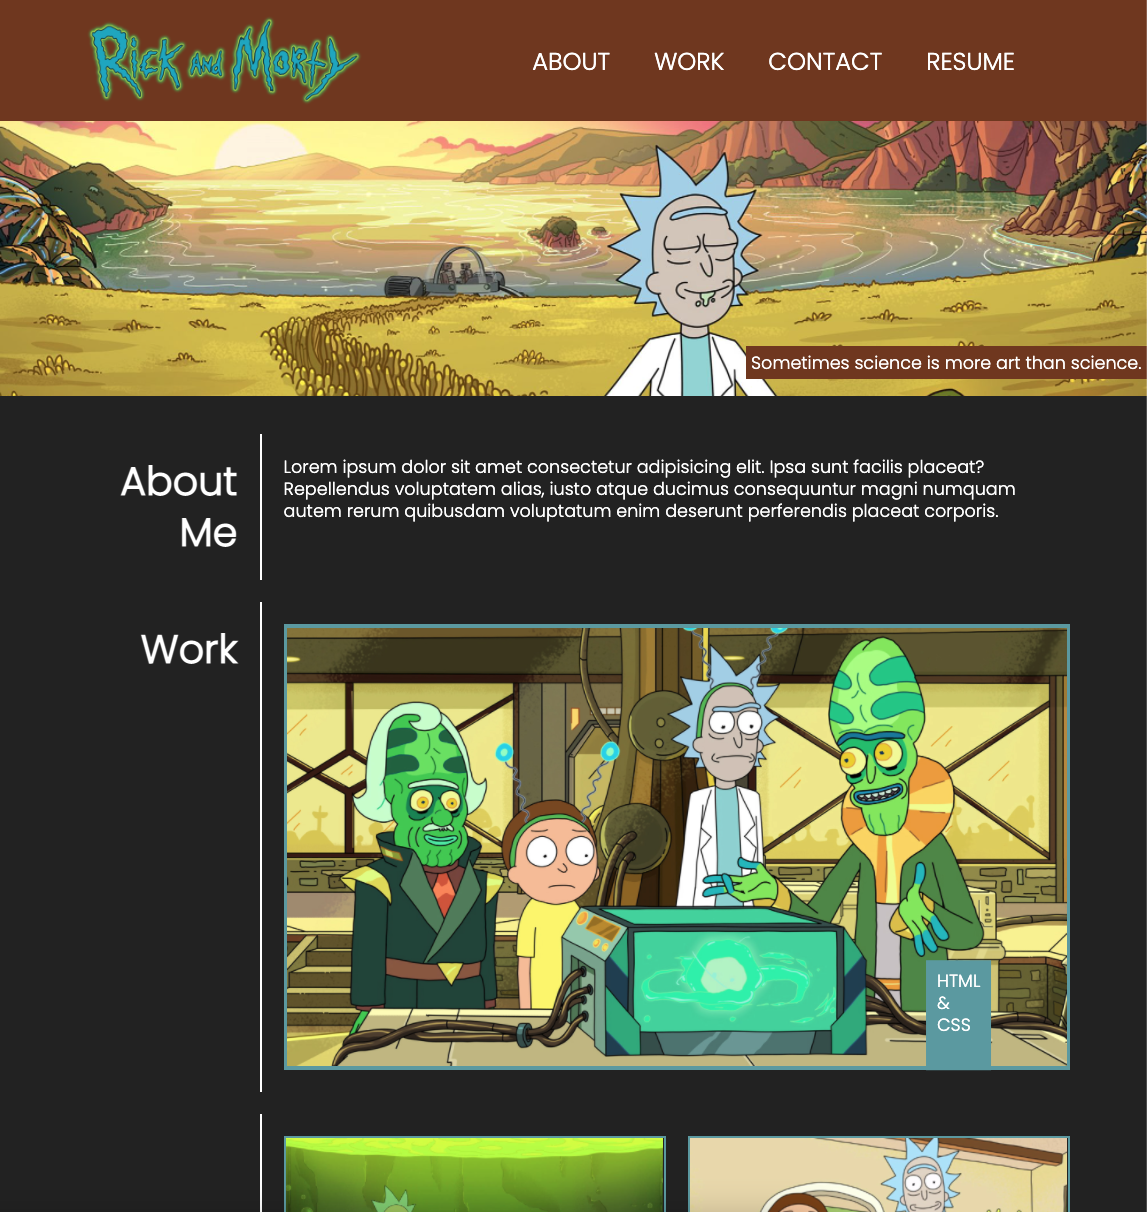 Rick and Morty
ABOUT WORK CONTACT RESUME
Sometimes science is more art than science.
About
Me
Lorem ipsum dolor sit amet consectetur adipisicing elit. Ipsa sunt facilis placeat?
Repellendus voluptatem alias, iusto atque ducimus consequuntur magni numquam
autem rerum quibusdam voluptatum enim deserunt perferendis placeat corporis.
Work
HTML
&
CSS